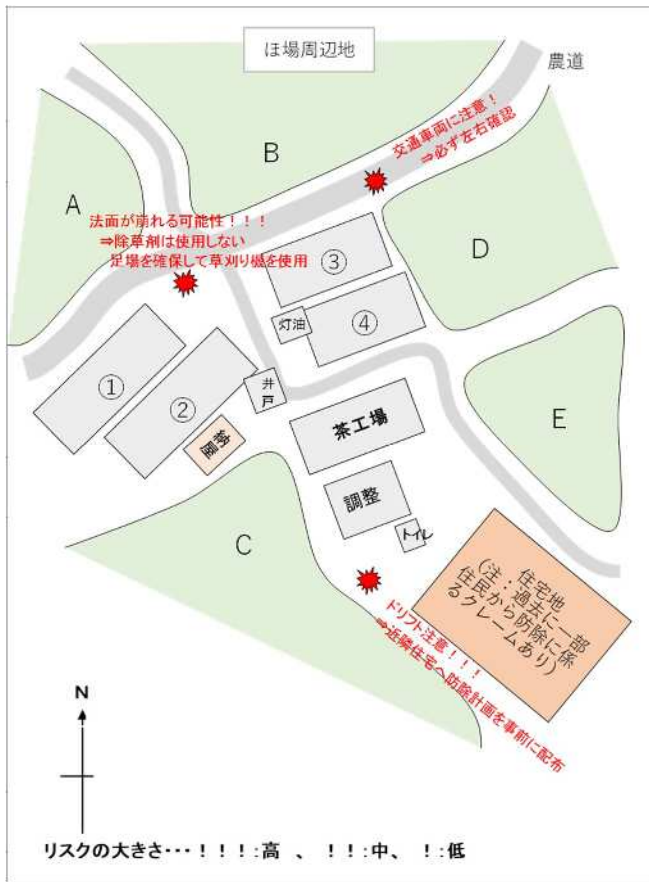 ほ場周辺地
農道
交通車両に注意！
⇒必ず左右確認
B
A
法面が崩れる可能性！！！
⇒除草剤は使用しない
足場を確保して草刈り機を使用
③
D
灯油
④
①
②
井戸
納屋
茶工場
E
調整
トイレ
C
住宅地
（注：過去に一部
住民から防除に係
るクレームあり）
ドリフト注意！！！
⇒近隣住宅へ防除計画を事前に配布
N
リスクの大きさ･･･！！！:高 、 ！！:中、 ！:低